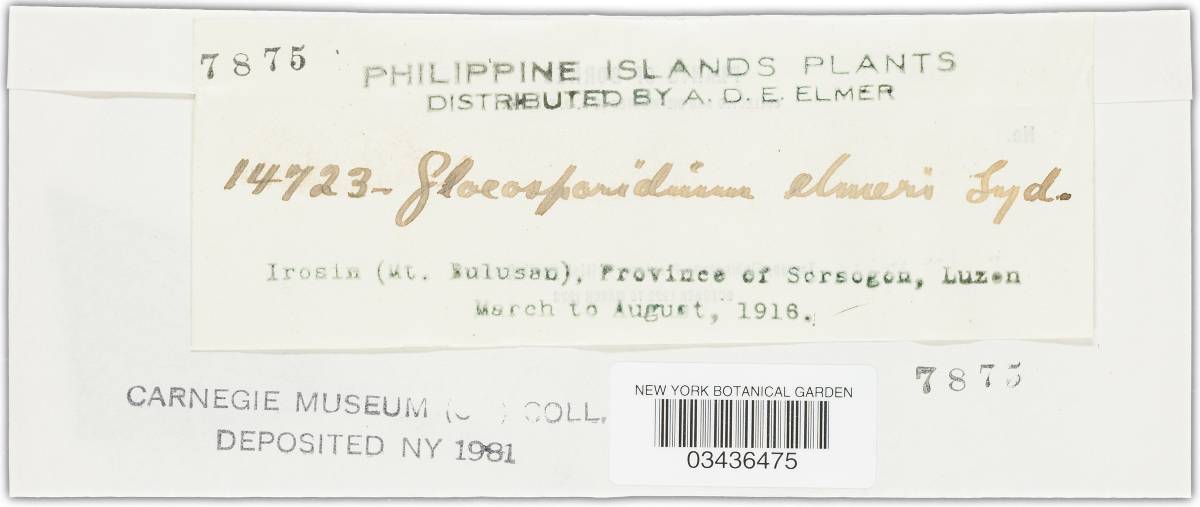 7875
PHILIPPINE ISLANDS PLANTS
DISTRIBUTED BY A. D. E. ELMER
14723- Gloeosporidium elmeri Syd.
Irosin (Mt. Bulusan), Province of Sorsogon, Luzon
March to August, 1916.
7875
CARNEGIE MUSEUM ( ) COLL.
DEPOSITED NY 1981
NEW YORK BOTANICAL GARDEN
03436475